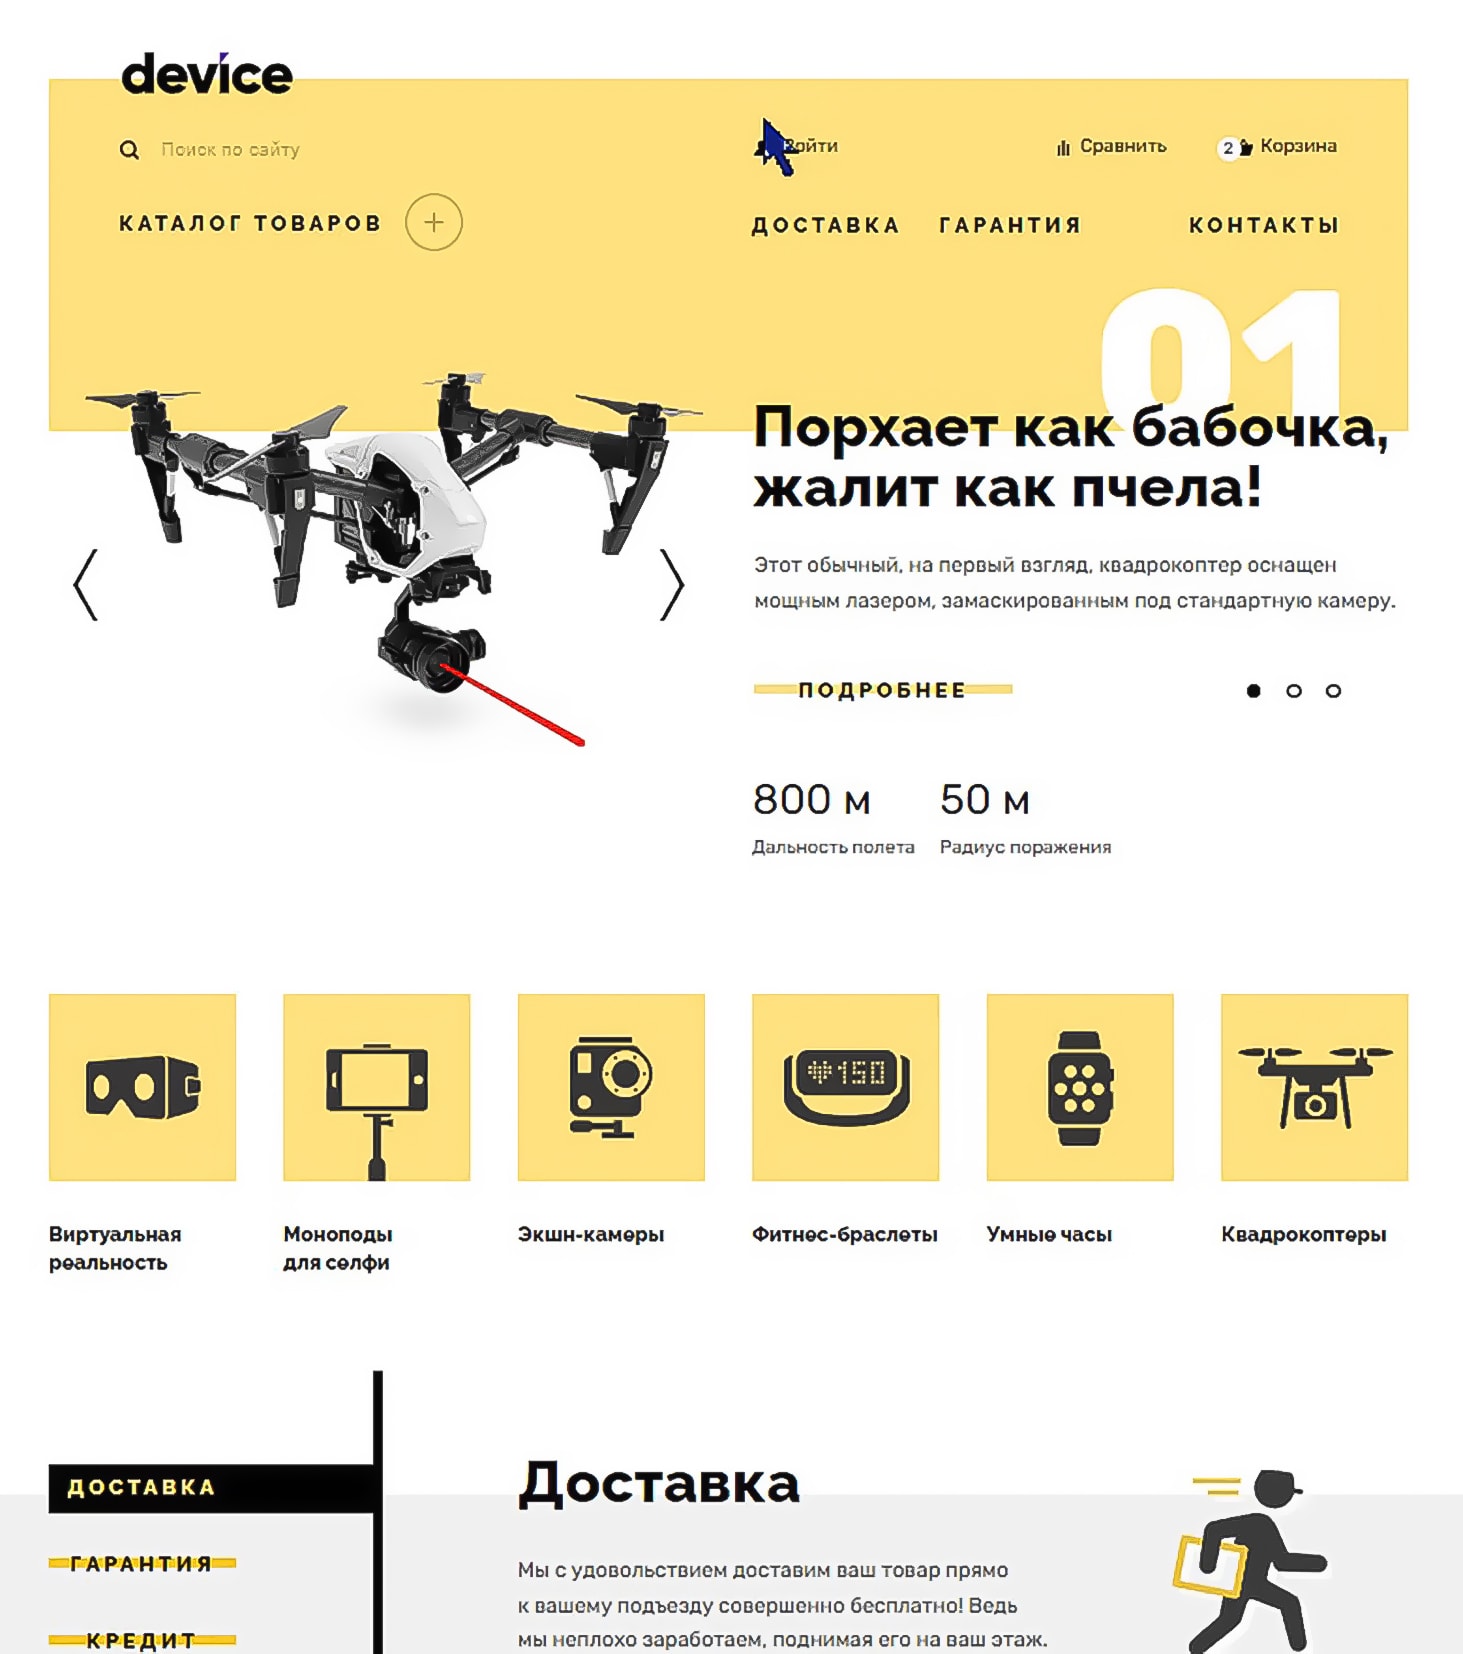 device
Поиск по сайту
Войти
Сравнить
2
Корзина
КАТАЛОГ ТОВАРОВ
ДОСТАВКА
ГАРАНТИЯ
КОНТАКТЫ
01
Порхает как бабочка,
жалит как пчела!
Этот обычный, на первый взгляд, квадрокоптер оснащен
мощным лазером, замаскированным под стандартную камеру.
ПОДРОБНЕЕ
800 м
50 м
Дальность полета
Радиус поражения
150
Виртуальная
реальность
Моноподы
для селфи
Экшн-камеры
Фитнес-браслеты
Умные часы
Квадрокоптеры
ДОСТАВКА
ГАРАНТИЯ
КРЕДИТ
Доставка
Мы с удовольствием доставим ваш товар прямо
к вашему подъезду совершенно бесплатно! Ведь
мы неплохо заработаем, поднимая его на ваш этаж.